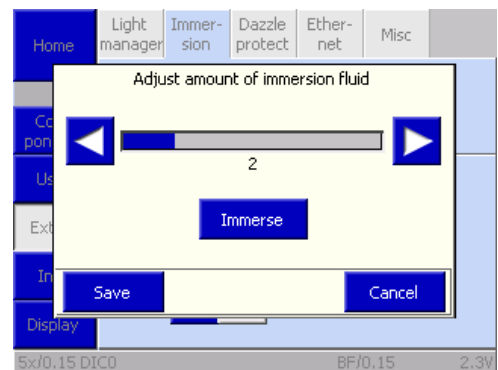 Home
Light
manager
Immer-
sion
Dazzle
protect
Ether-
net
Misc
Adjust amount of immersion fluid
2
Immerse
Save
Cancel
Display
5x/0.15 DIC0
BF/0.15
2.3V